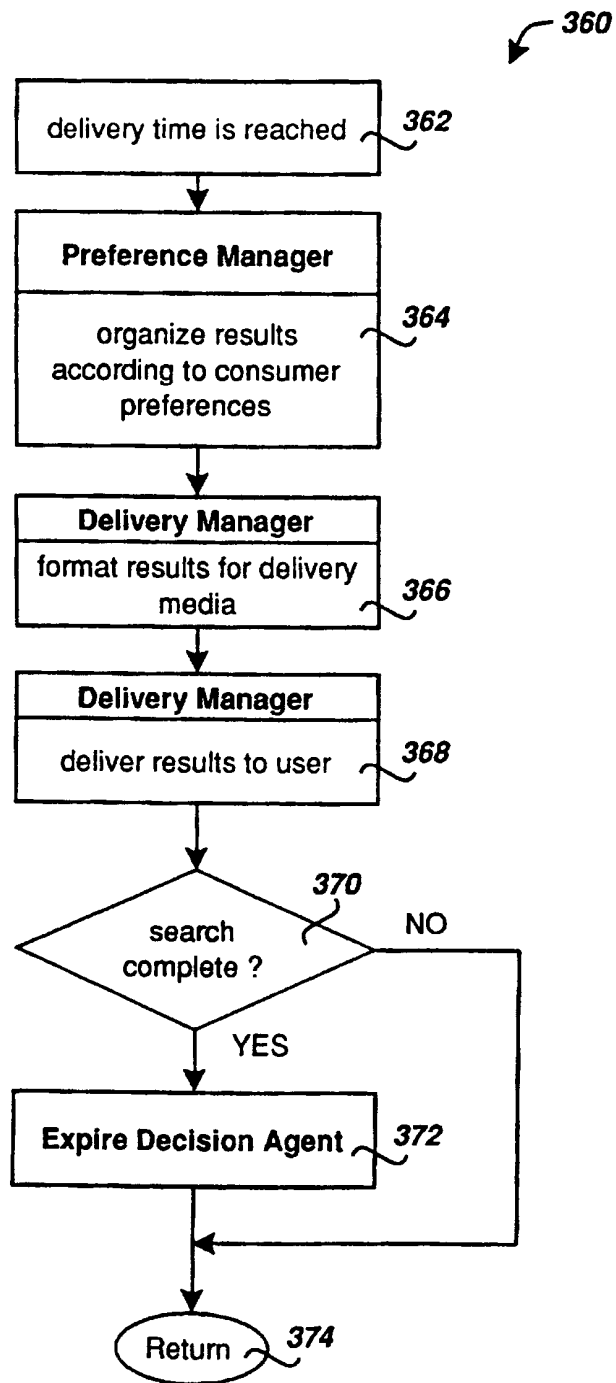 360
delivery time is reached
362
Preference Manager
364
organize results
according to consumer
preferences
Delivery Manager
format results for delivery
media
366
Delivery Manager
deliver results to user
368
370
NO
search
complete ?
YES
Expire Decision Agent
372
Return
374